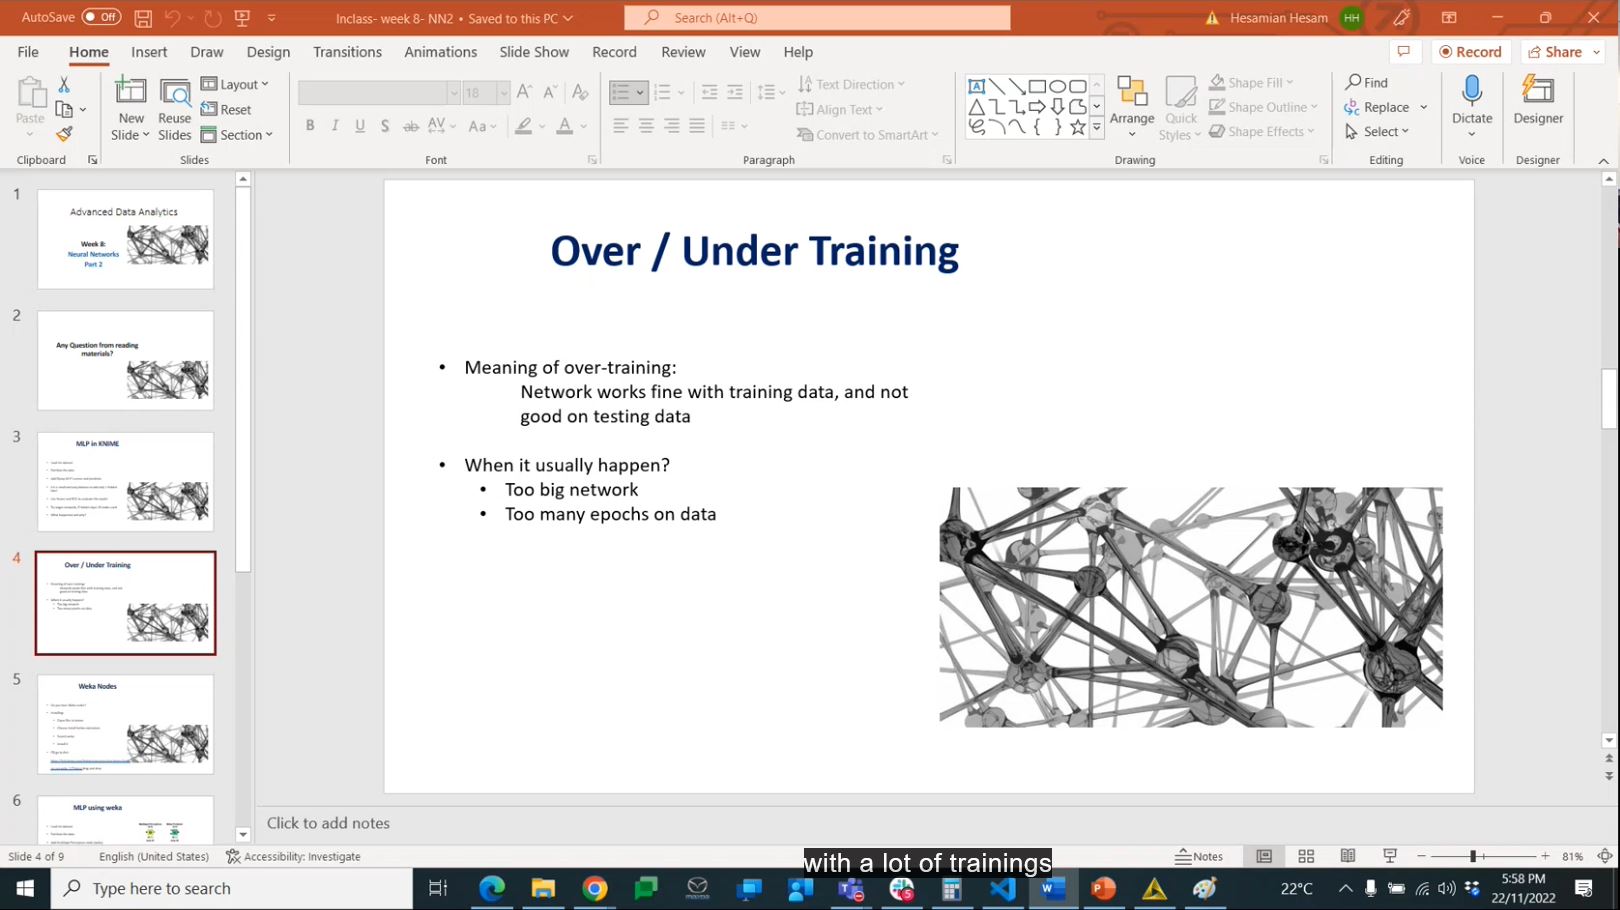 AutoSave Off
Inclass- week 8- NN2 • Saved to this PC
Search (Alt+Q)
Hesamian Hesam
HH
File Home Insert Draw Design Transitions Animations Slide Show Record Review View Help
Record
Share
Paste
New Slide
Reuse Slides
Layout
Reset
Section
18
Text Direction
Align Text
Convert to SmartArt
Arrange
Quick Styles
Shape Fill
Shape Outline
Shape Effects
Find
Replace
Select
Dictate
Designer
Clipboard
Slides
Font
Paragraph
Drawing
Editing
Voice
Designer
1
Advanced Data Analytics
Week 8:
Neural Networks
Part 2
2
Any Question from reading
materials?
3
MLP in KNIME
4
Over / Under Training
5
Weka Nodes
6
MLP using weka
Over / Under Training
• Meaning of over-training:
Network works fine with training data, and not
good on testing data
• When it usually happen?
• Too big network
• Too many epochs on data
Click to add notes
Slide 4 of 9
English (United States)
Accessibility: Investigate
with a lot of trainings
Notes
81%
Type here to search
22°C
5:58 PM
22/11/2022